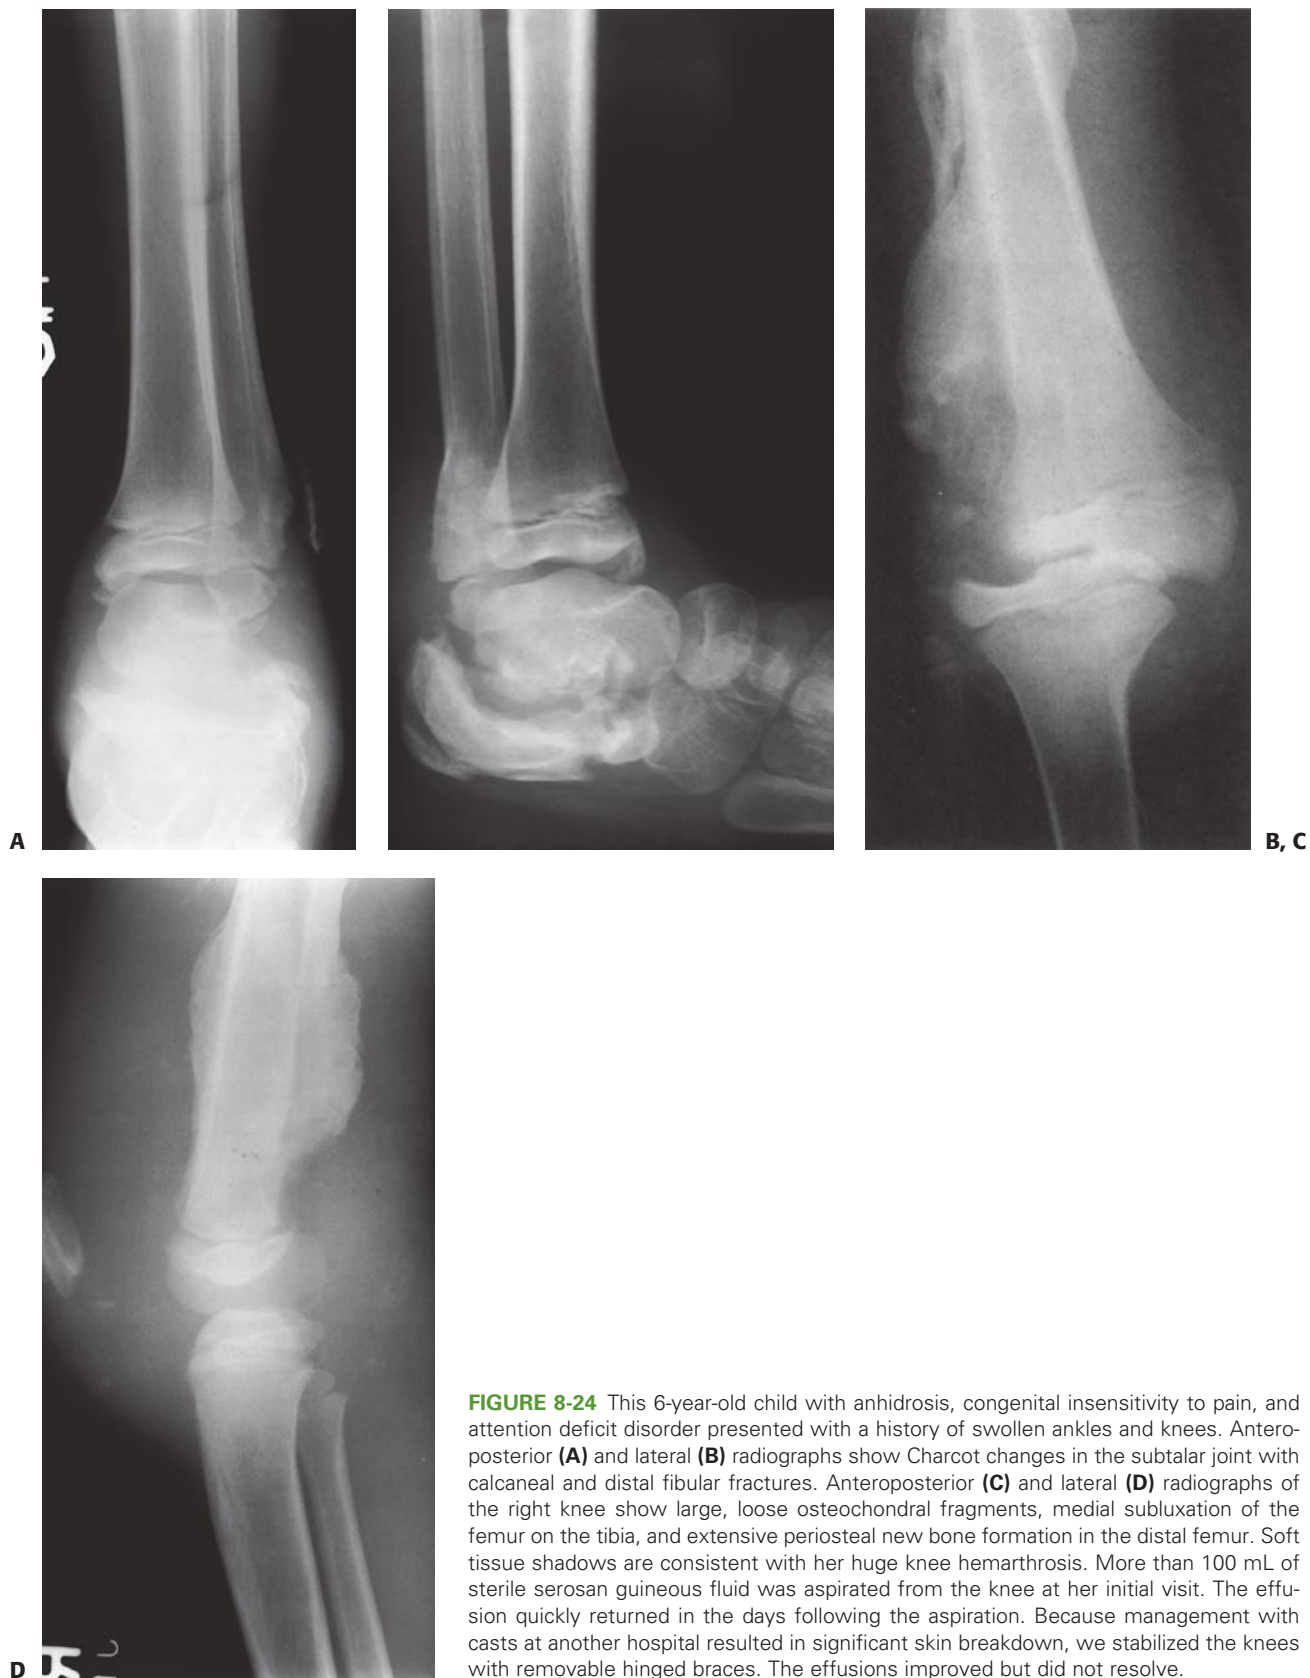 A
B, C
D
FIGURE 8-24 This 6-year-old child with anhidrosis, congenital insensitivity to pain, and
attention deficit disorder presented with a history of swollen ankles and knees. Antero-
posterior (A) and lateral (B) radiographs show Charcot changes in the subtalar joint with
calcaneal and distal fibular fractures. Anteroposterior (C) and lateral (D) radiographs of
the right knee show large, loose osteochondral fragments, medial subluxation of the
femur on the tibia, and extensive periosteal new bone formation in the distal femur. Soft
tissue shadows are consistent with her huge knee hemarthrosis. More than 100 mL of
sterile serosan guineous fluid was aspirated from the knee at her initial visit. The effu-
sion quickly returned in the days following the aspiration. Because management with
casts at another hospital resulted in significant skin breakdown, we stabilized the knees
with removable hinged braces. The effusions improved but did not resolve.